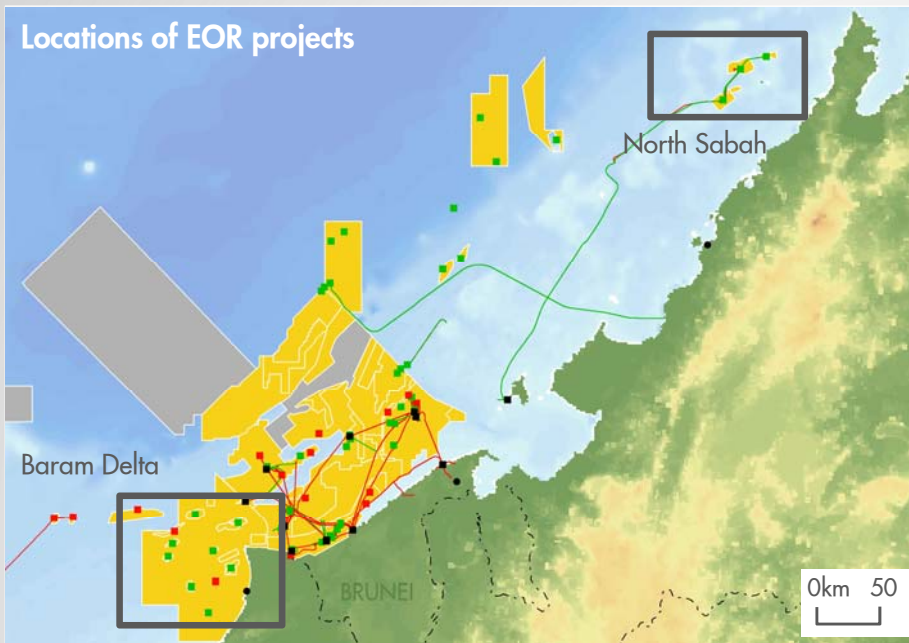 Locations of EOR projects
North Sabah
Baram Delta
BRUNEI
0km 50